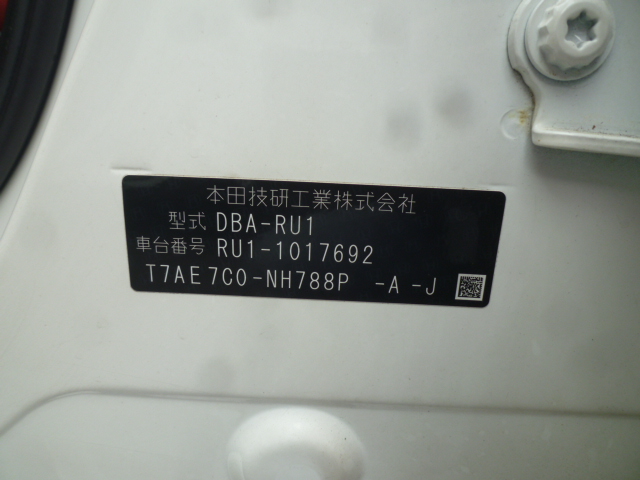 本田技研工業株式会社
型式 DBA-RU1
車台番号 RU1-1017692
T7AE7C0-NH788P -A -J